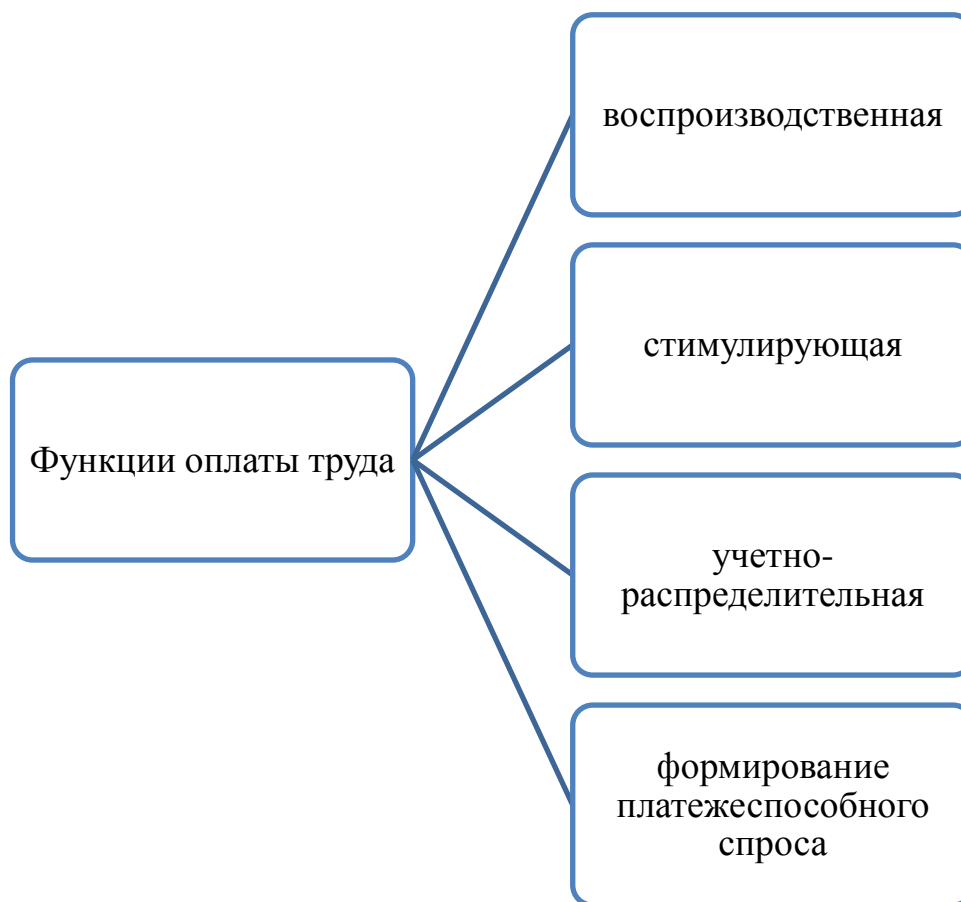 воспроизводственная
стимулирующая
Функции оплаты труда
учетно-
распределительная
формирование
платежеспособного
спроса